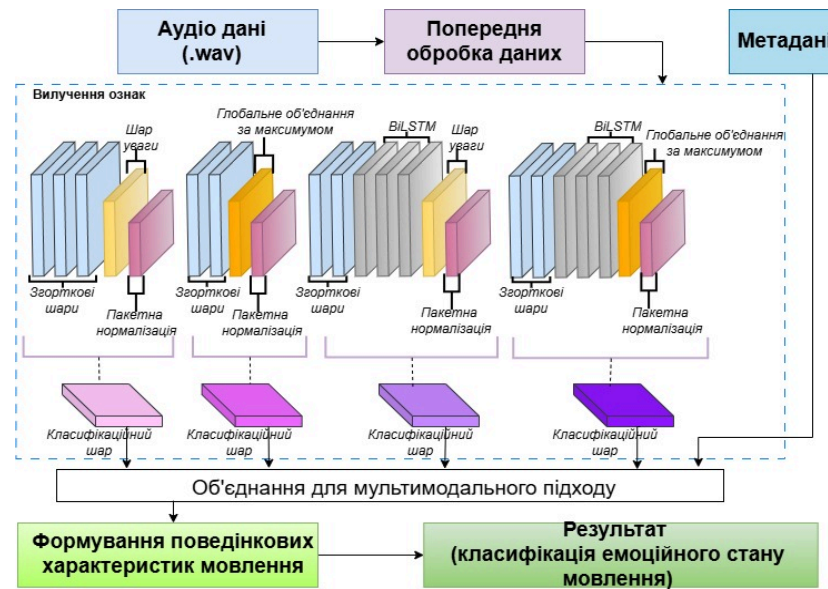 Аудіо дані
(.wav)
Попередня
обробка даних
Метадані
Вилучення ознак
Шар
уваги
Глобальне об'єднання
за максимумом
BiLSTM
Шар
уваги
BiLSTM
Глобальне об'єднання
за максимумом
Згорткові
шари
Пакетна
нормалізація
Згорткові
шари
Пакетна
нормалізація
Згорткові
шари
Пакетна
нормалізація
Згорткові
шари
Пакетна
нормалізація
Класифікаційний
шар
Класифікаційний
шар
Класифікаційний
шар
Класифікаційний
шар
Об'єднання для мультимодального підходу
Формування поведінкових
характеристик мовлення
Результат
(класифікація емоційного стану
мовлення)